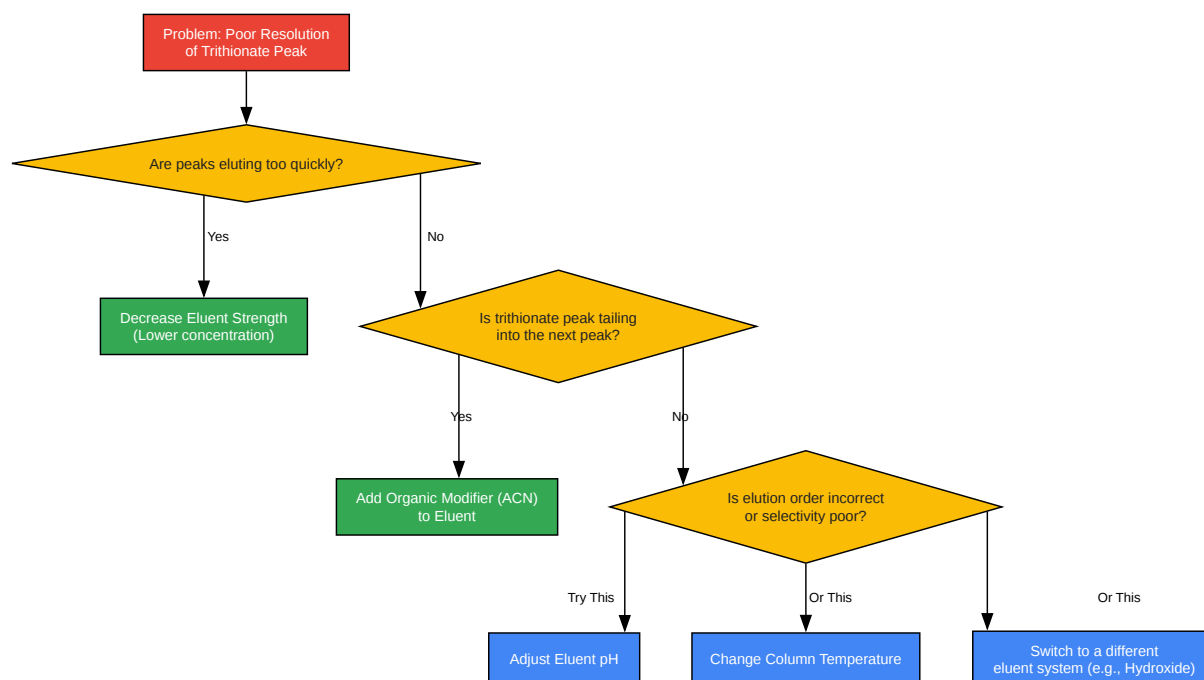 Problem: Poor Resolution
of Trithionate Peak
Are peaks eluting too quickly?
Yes
No
Decrease Eluent Strength
(Lower concentration)
Is trithionate peak tailing
into the next peak?
Yes
No
Add Organic Modifier (ACN)
to Eluent
Is elution order incorrect
or selectivity poor?
Try This
Or This
Or This
Adjust Eluent pH
Change Column Temperature
Switch to a different
eluent system (e.g., Hydroxide)